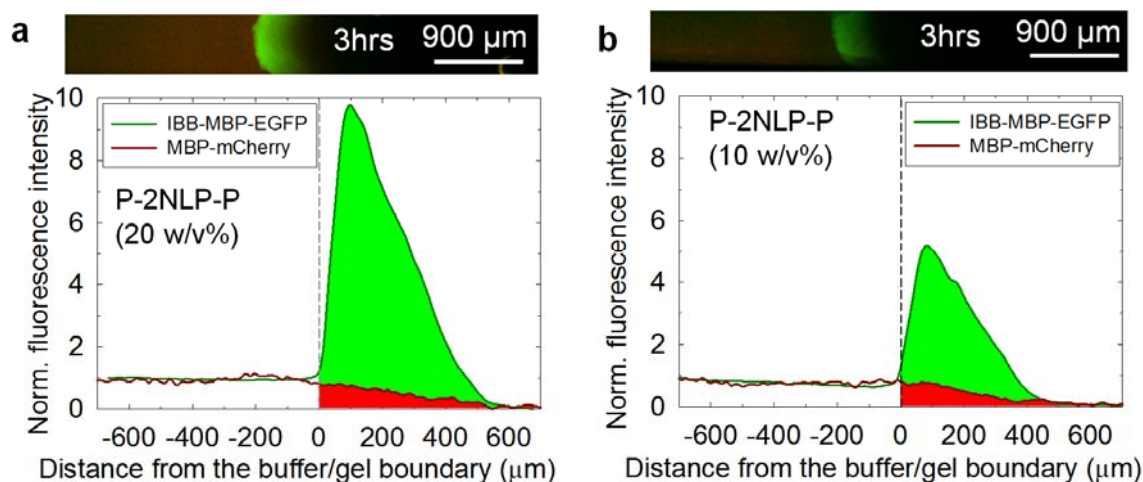 a
3hrs 900 µm
Norm. fluorescence intensity
10
8
6
4
2
0
IBB-MBP-EGFP
MBP-mCherry
P-2NLP-P
(20 w/v%)
-600 -400 -200 0 200 400 600
Distance from the buffer/gel boundary (µm)
b
3hrs 900 µm
Norm. fluorescence intensity
10
8
6
4
2
0
P-2NLP-P
(10 w/v%)
IBB-MBP-EGFP
MBP-mCherry
-600 -400 -200 0 200 400 600
Distance from the buffer/gel boundary (µm)